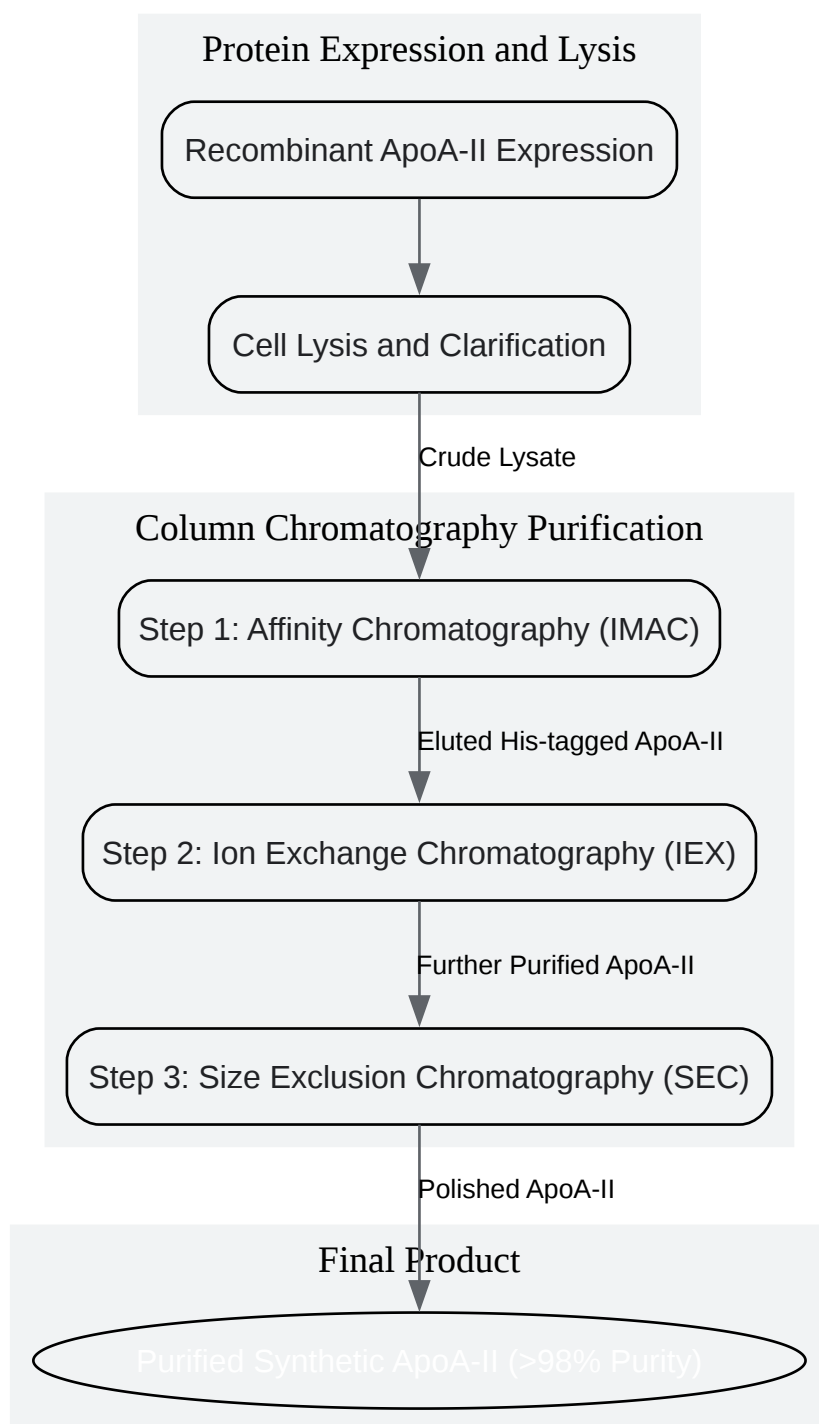 Protein Expression and Lysis
Recombinant ApoA-II Expression
Cell Lysis and Clarification
Crude Lysate
Column Chromatography Purification
Step 1: Affinity Chromatography (IMAC)
Eluted His-tagged ApoA-II
Step 2: Ion Exchange Chromatography (IEX)
Further Purified ApoA-II
Step 3: Size Exclusion Chromatography (SEC)
Polished ApoA-II
Final Product
Purified Synthetic ApoA-II (>98% Purity)